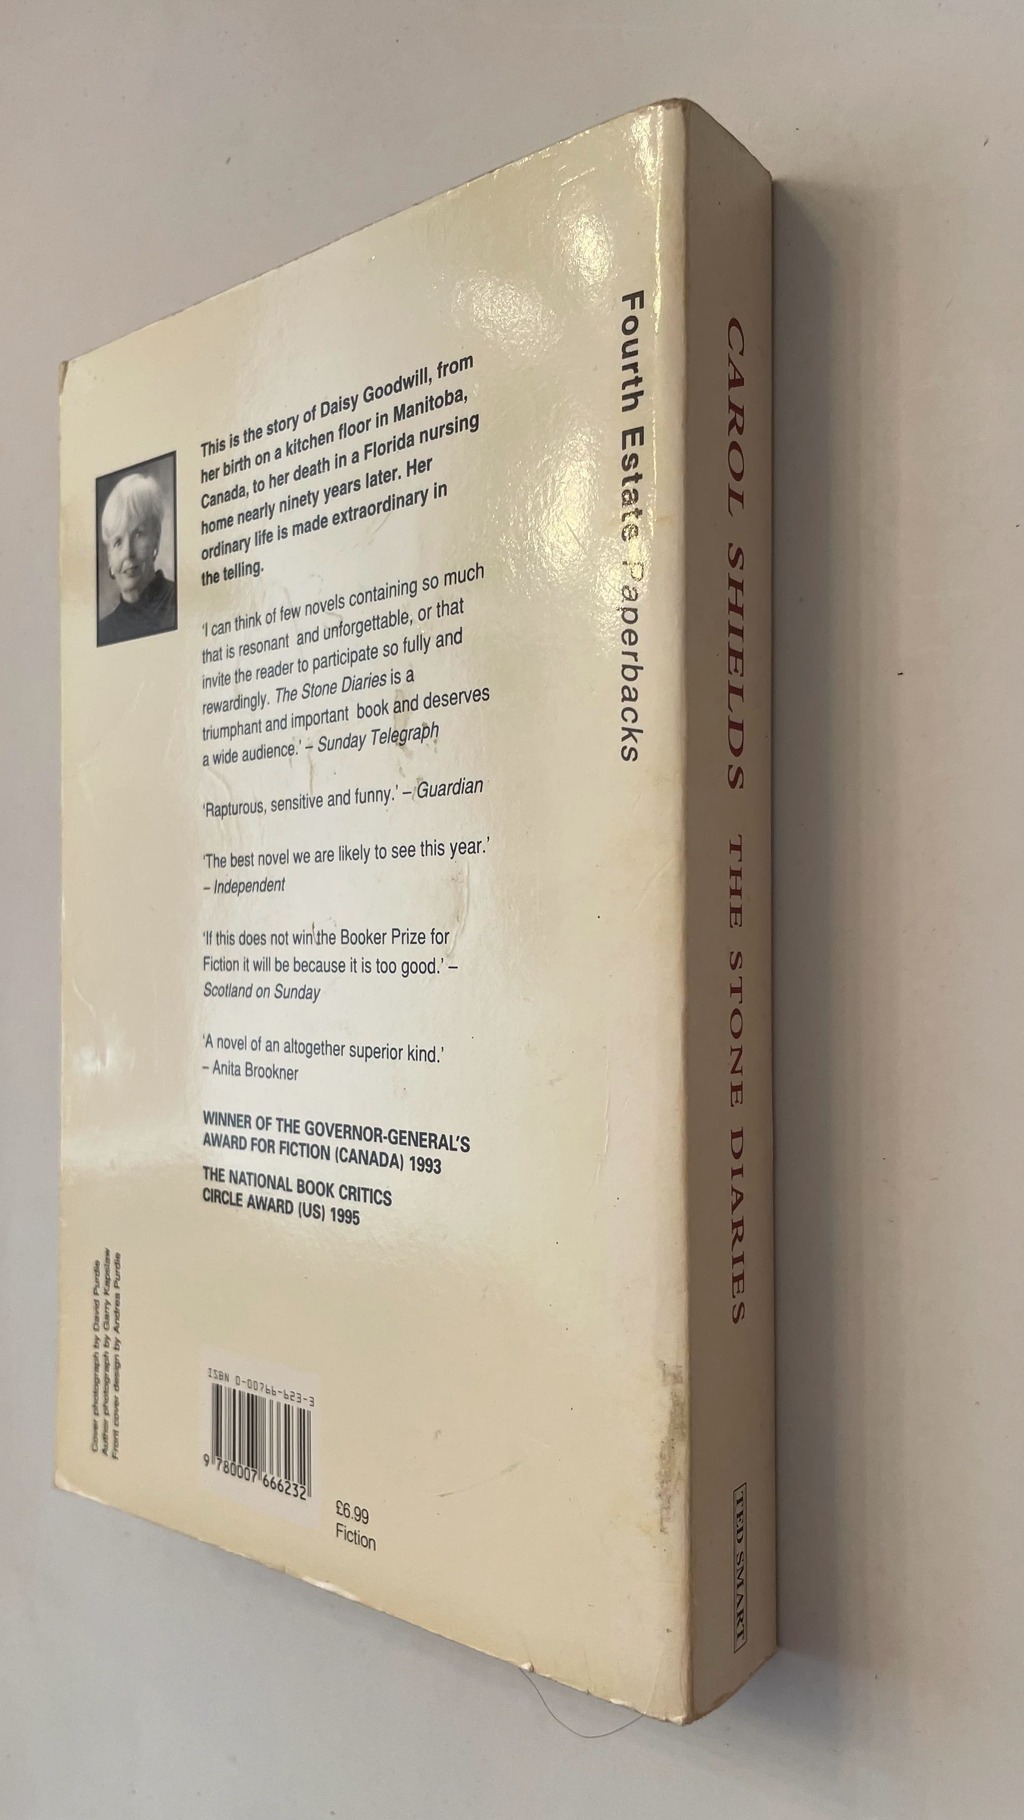 Fourth Estate Paperbacks
This is the story of Daisy Goodwill, from
her birth on a kitchen floor in Manitoba,
Canada, to her death in a Florida nursing
home nearly ninety years later. Her
ordinary life is made extraordinary in
the telling.
'I can think of few novels containing so much
that is resonant and unforgettable, or that
invite the reader to participate so fully and
rewardingly. The Stone Diaries is a
triumphant and important book and deserves
a wide audience.' – Sunday Telegraph
'Rapturous, sensitive and funny.' – Guardian
'The best novel we are likely to see this year.'
– Independent
'If this does not win the Booker Prize for
Fiction it will be because it is too good.' –
Scotland on Sunday
'A novel of an altogether superior kind.'
– Anita Brookner
WINNER OF THE GOVERNOR-GENERAL'S
AWARD FOR FICTION (CANADA) 1993
THE NATIONAL BOOK CRITICS
CIRCLE AWARD (US) 1995
Cover photograph by David Purdie
Author photograph by Garry Kapslaw
Front cover design by Andrea Purdie
ISBN 0-00766-623-3
9 780007 666232
£6.99
Fiction
CAROL SHIELDS THE STONE DIARIES
TED SMART